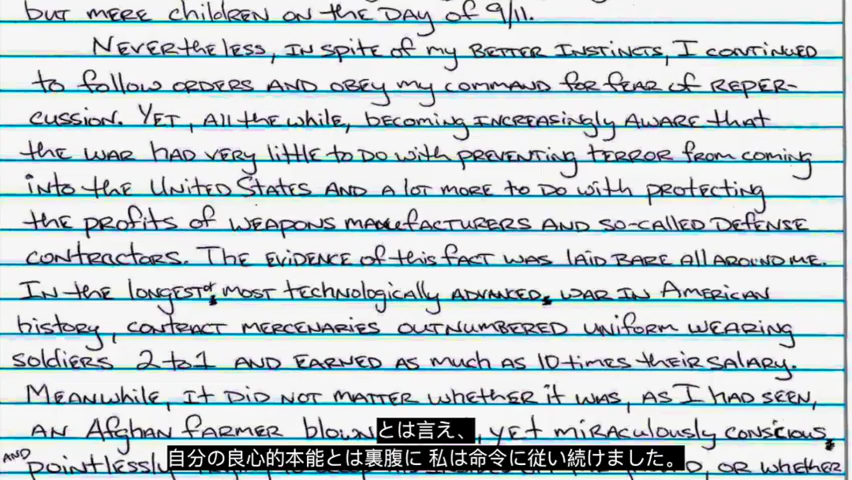 but mere children on the day of 9/11.
Nevertheless, in spite of my better instincts, I continued
to follow orders and obey my command for fear of reper-
cussion. Yet, all the while, becoming increasingly aware that
the war had very little to do with preventing terror from coming
into the United States and a lot more to do with protecting
the profits of weapons manufacturers and so-called defense
contractors. The evidence of this fact was laid bare all around me.
In the longest, most technologically advanced, war in American
history, contract mercenaries outnumbered uniform wearing
soldiers 2 to 1 and earned as much as 10 times their salary.
Meanwhile, it did not matter whether it was, as I had seen,
an Afghan farmer blown yet miraculously conscious,
and pointlessly or whether
とは言え、
自分の良心的本能とは裏腹に 私は命令に従い続けました。